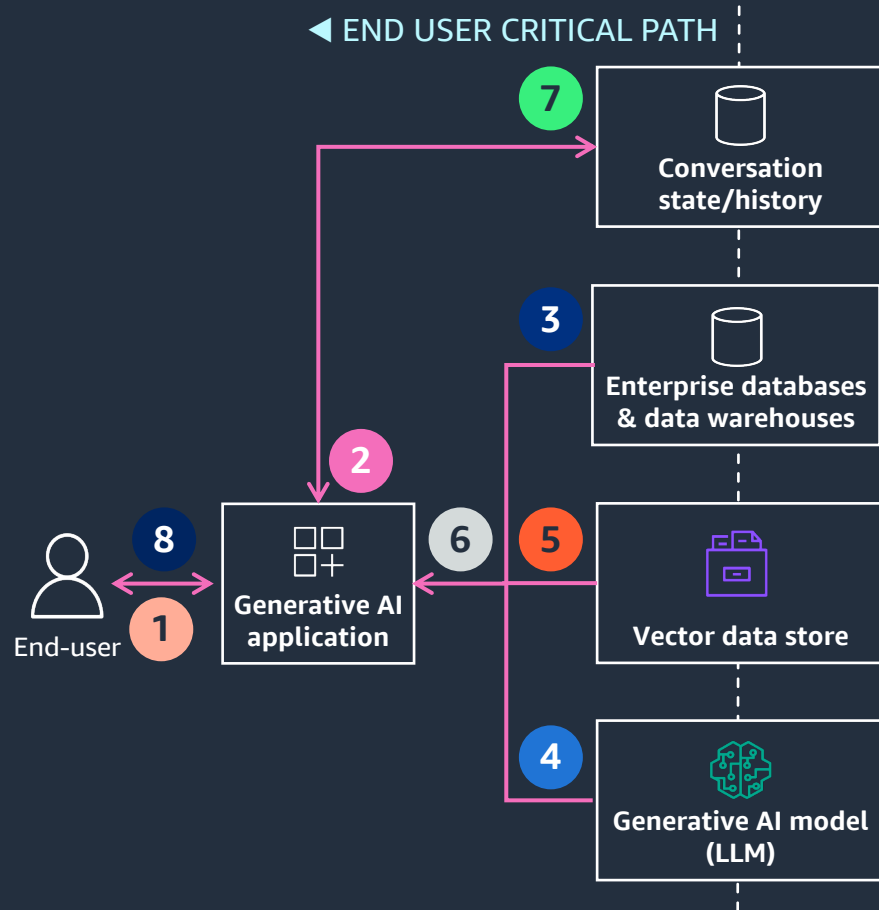 ◀ END USER CRITICAL PATH
7
Conversation
state/history
3
Enterprise databases
& data warehouses
2
8
6
5
Generative AI
application
1
End-user
Vector data store
4
Generative AI model
(LLM)